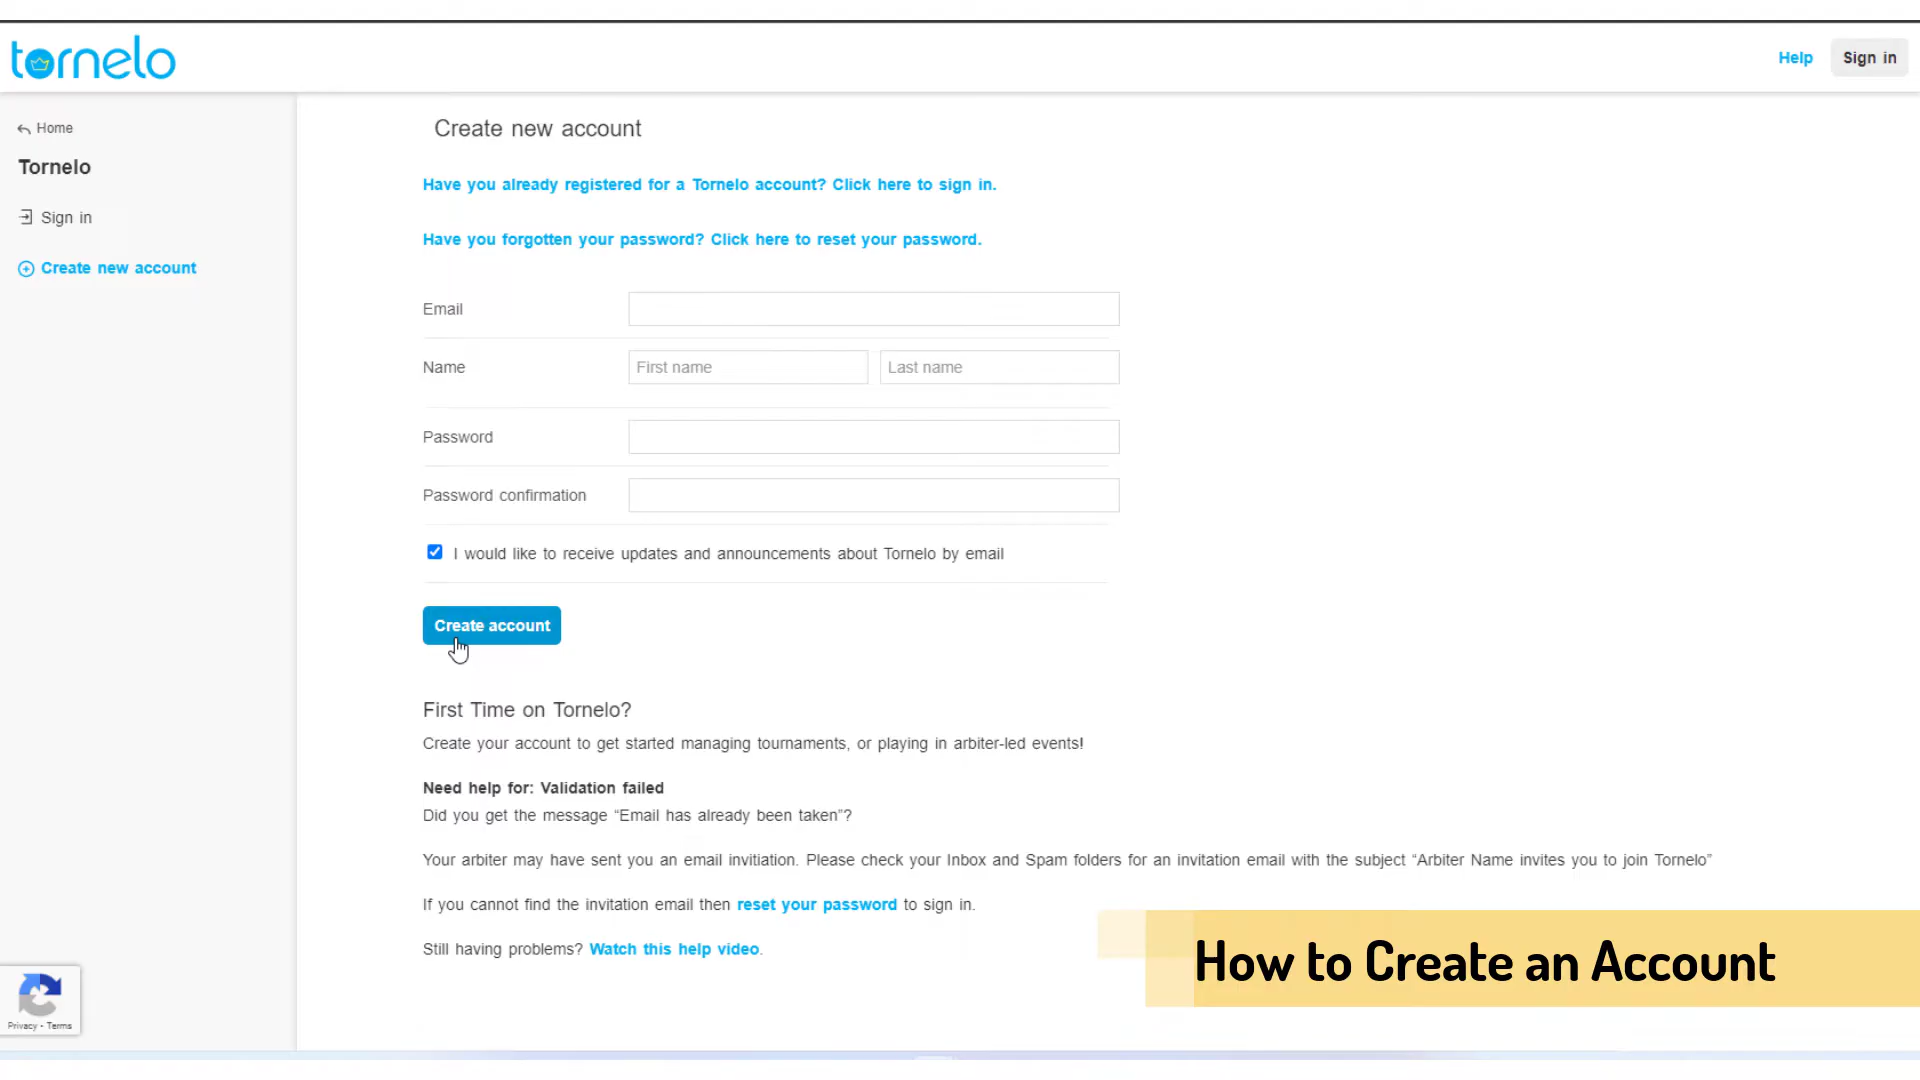 tornelo
Help
Sign in
Home
Tornelo
Sign in
Create new account
Create new account
Have you already registered for a Tornelo account? Click here to sign in.
Have you forgotten your password? Click here to reset your password.
Email
Name
First name
Last name
Password
Password confirmation
I would like to receive updates and announcements about Tornelo by email
Create account
First Time on Tornelo?
Create your account to get started managing tournaments, or playing in arbiter-led events!
Need help for: Validation failed
Did you get the message “Email has already been taken”?
Your arbiter may have sent you an email invitiation. Please check your Inbox and Spam folders for an invitation email with the subject “Arbiter Name invites you to join Tornelo”
If you cannot find the invitation email then reset your password to sign in.
Still having problems? Watch this help video.
How to Create an Account
Privacy - Terms